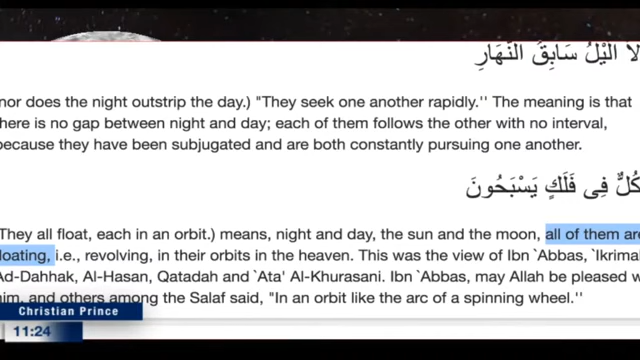 لَا الَّيْلُ سَابِقُ النَّهَارِ
nor does the night outstrip the day.) "They seek one another rapidly.'' The meaning is that
there is no gap between night and day; each of them follows the other with no interval,
because they have been subjugated and are both constantly pursuing one another.
كُلٌّ فِى فَلَكٍ يَسْبَحُونَ
They all float, each in an orbit.) means, night and day, the sun and the moon, all of them are
floating, i.e., revolving, in their orbits in the heaven. This was the view of Ibn `Abbas, `Ikrimah
Ad-Dahhak, Al-Hasan, Qatadah and `Ata' Al-Khurasani. Ibn `Abbas, may Allah be pleased w
him, and others among the Salaf said, "In an orbit like the arc of a spinning wheel.''
Christian Prince
11:24